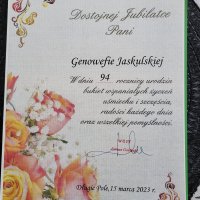 Dostojnej Jubilatce
Pani
Genowefie Jaskulskiej
W dniu 94 rocznicy urodzin
bukiet wspaniałych życzeń
uśmiechu i szczęścia,
radości każdego dnia
oraz wszelkiej pomyślności.
WÓJT
Długie Pole, 15 marca 2023 r.